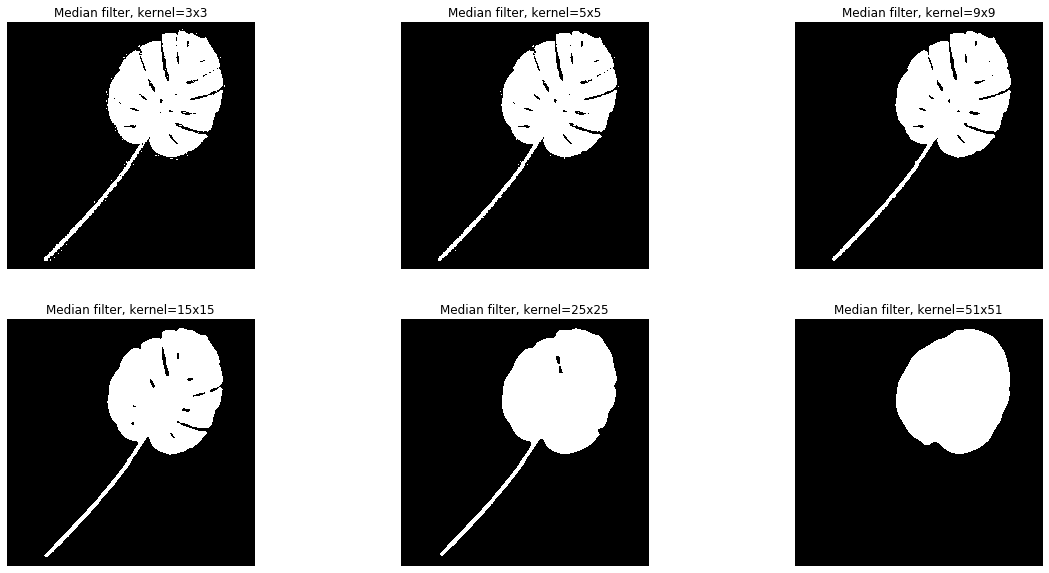 Median filter, kernel=3x3
Median filter, kernel=5x5
Median filter, kernel=9x9
Median filter, kernel=15x15
Median filter, kernel=25x25
Median filter, kernel=51x51